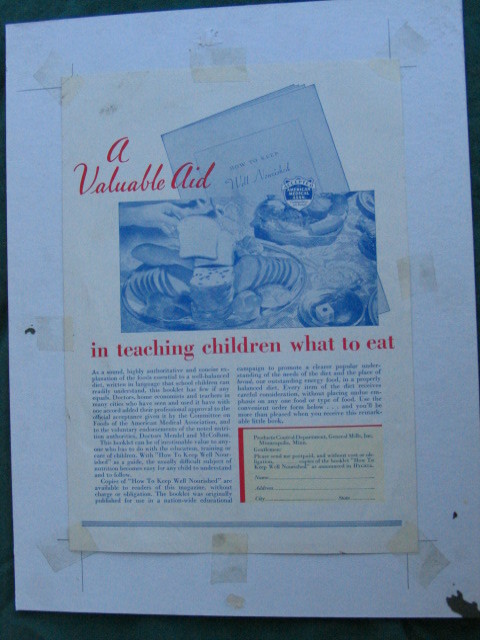 A
Valuable Aid
HOW TO KEEP
Well Nourished
AMERICAN
MEDICAL
ASSN.
in teaching children what to eat
As a sound, highly authoritative and concise ex-
planation of the foods essential to a well-balanced
diet, written in language that school children can
readily understand, this booklet has few if any
equals. Doctors, home economists and teachers in
many cities who have seen and used it have with
one accord added their professional approval to the
official acceptance given it by the Committee on
Foods of the American Medical Association, and
to the voluntary endorsements of the noted nutri-
tion authorities, Doctors Mendel and McCollum.
This booklet can be of inestimable value to any-
one who has to do with the education, training or
care of children. With "How To Keep Well Nour-
ished" as a guide, the usually difficult subject of
nutrition becomes easy for any child to understand
and to follow.
Copies of "How To Keep Well Nourished" are
available to readers of this magazine, without
charge or obligation. The booklet was originally
published for use in a nation-wide educational
campaign to promote a clearer popular under-
standing of the needs of the diet and the place of
bread, our outstanding energy food, in a properly
balanced diet. Every item of the diet receives
careful consideration, without placing undue em-
phasis on any one food or type of food. Use the
convenient order form below . . . and you'll be
more than pleased when you receive this remark-
able little book.
Products Control Department, General Mills, Inc.
Minneapolis, Minn.
Gentlemen:
Please send me postpaid, and without cost or ob-
ligation, copies of the booklet "How To
Keep Well Nourished" as announced in
Name
Address
City State